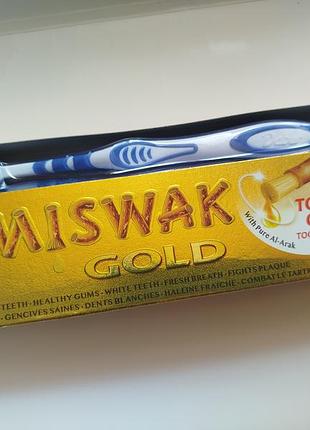 MISWAK
GOLD
With Pure Al-Arak
TEETH · HEALTHY GUMS · WHITE TEETH · FRESH BREATH · FIGHTS PLAQUE
· GENCIVES SAINES · DENTS BLANCHES · HALEINE FRAICHE · COMBAT LE TARTRE